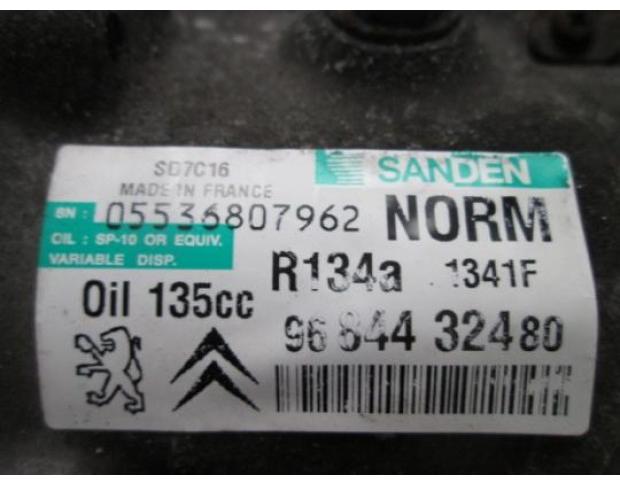 SD7C16
SANDEN
MADE IN FRANCE
SN : 05536807962
NORM
OIL : SP-10 OR EQUIV.
VARIABLE DISP.
R134a 1341F
Oil 135cc
96 844 32480